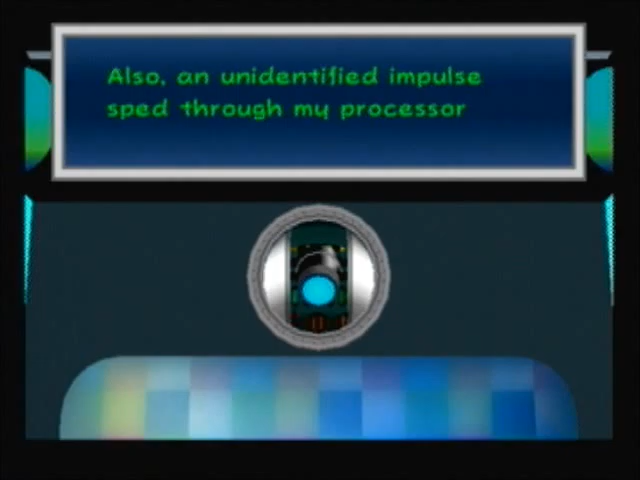 Also, an unidentified impulse
sped through my processor